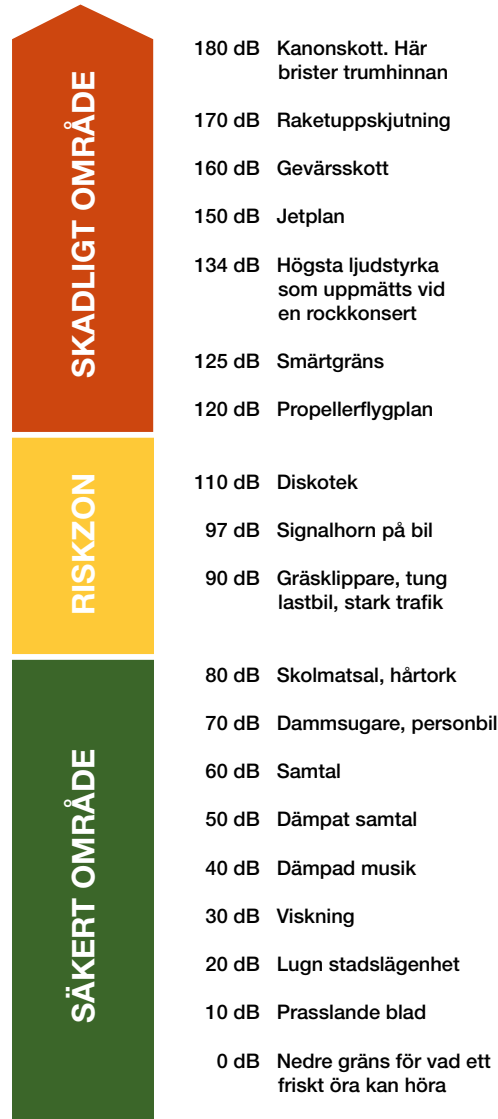 SKADLIGT OMRÅDE
180 dB Kanonskott. Här
brister trumhinnan
170 dB Raketuppskjutning
160 dB Gevärsskott
150 dB Jetplan
134 dB Högsta ljudstyrka
som uppmätts vid
en rockkonsert
125 dB Smärtgräns
120 dB Propellerflygplan
RISKZON
110 dB Diskotek
97 dB Signalhorn på bil
90 dB Gräsklippare, tung
lastbil, stark trafik
SÄKERT OMRÅDE
80 dB Skolmatsal, hårtork
70 dB Dammsugare, personbil
60 dB Samtal
50 dB Dämpat samtal
40 dB Dämpad musik
30 dB Viskning
20 dB Lugn stadslägenhet
10 dB Prasslande blad
0 dB Nedre gräns för vad ett
friskt öra kan höra